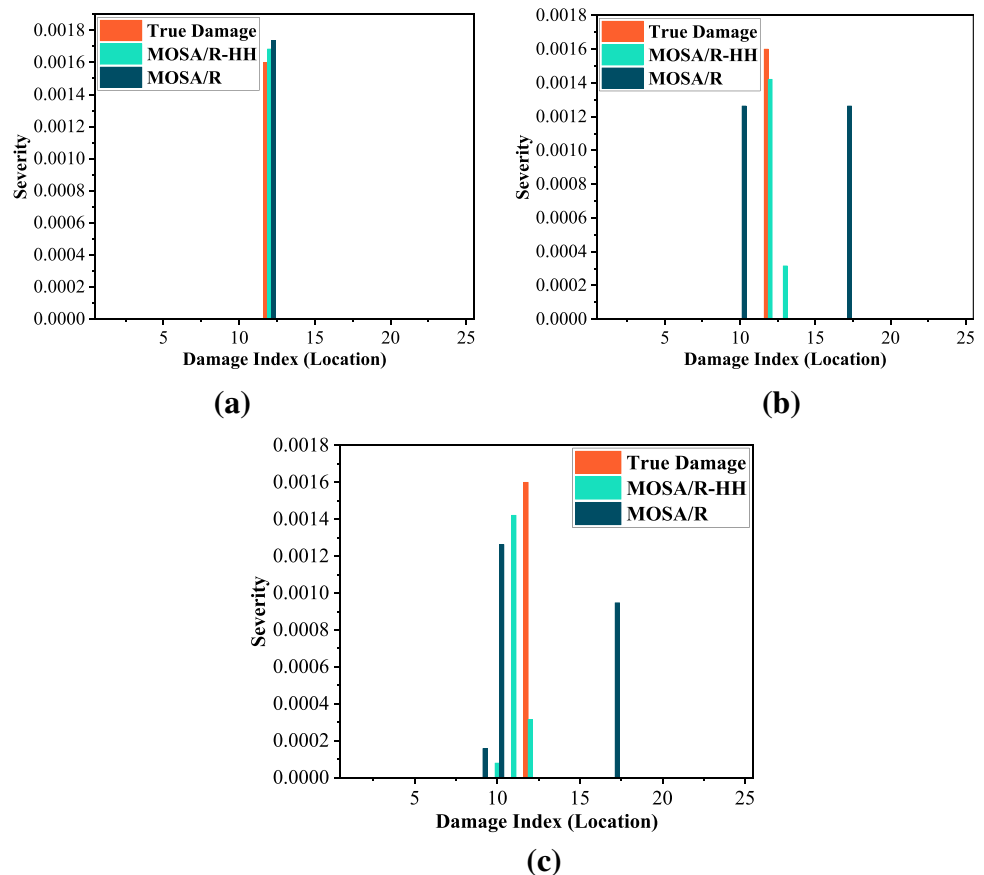 0.0018
0.0016
0.0014
0.0012
0.0010
0.0008
0.0006
0.0004
0.0002
0.0000
Severity
True Damage
MOSA/R-HH
MOSA/R
5 10 15 20 25
Damage Index (Location)
(a)
0.0018
0.0016
0.0014
0.0012
0.0010
0.0008
0.0006
0.0004
0.0002
0.0000
Severity
True Damage
MOSA/R-HH
MOSA/R
5 10 15 20 25
Damage Index (Location)
(b)
0.0018
0.0016
0.0014
0.0012
0.0010
0.0008
0.0006
0.0004
0.0002
0.0000
Severity
True Damage
MOSA/R-HH
MOSA/R
5 10 15 20 25
Damage Index (Location)
(c)